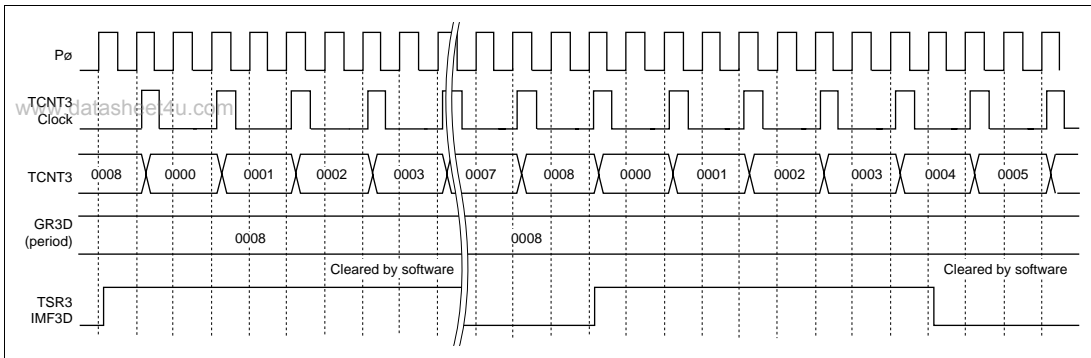 Pø
www.datasheet4u.com
TCNT3
Clock
TCNT3
0008 0000 0001 0002 0003 0007 0008 0000 0001 0002 0003 0004 0005
GR3D
(period)
0008 0008
Cleared by software Cleared by software
TSR3
IMF3D